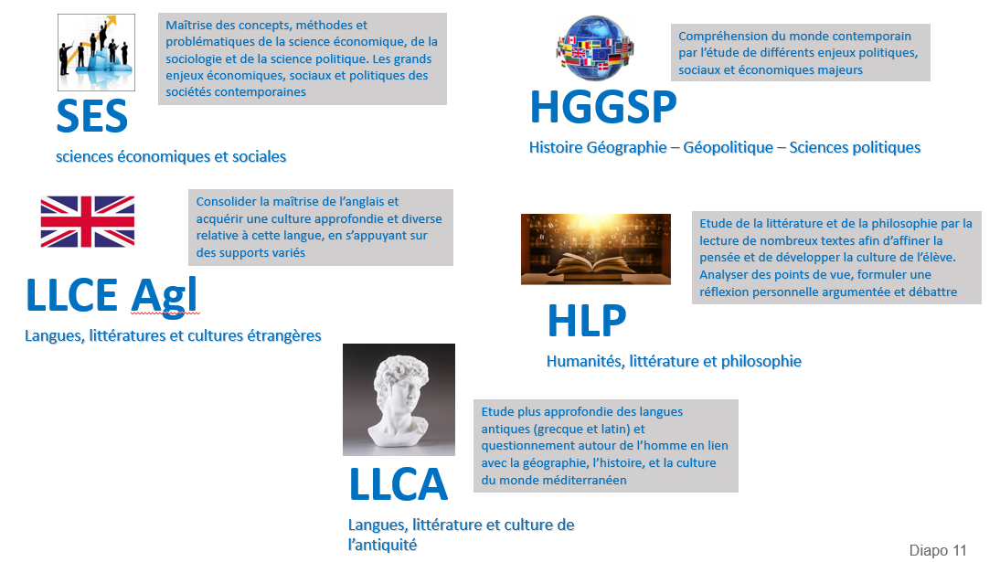 Maîtrise des concepts, méthodes et
problématiques de la science économique, de la
sociologie et de la science politique. Les grands
enjeux économiques, sociaux et politiques des
sociétés contemporaines
SES
sciences économiques et sociales
Compréhension du monde contemporain
par l’étude de différents enjeux politiques,
sociaux et économiques majeurs
HGGSP
Histoire Géographie – Géopolitique – Sciences politiques
Consolider la maîtrise de l’anglais et
acquérir une culture approfondie et diverse
relative à cette langue, en s’appuyant sur
des supports variés
LLCE Agl
Langues, littératures et cultures étrangères
Etude de la littérature et de la philosophie par la
lecture de nombreux textes afin d’affiner la
pensée et de développer la culture de l’élève.
Analyser des points de vue, formuler une
réflexion personnelle argumentée et débattre
HLP
Humanités, littérature et philosophie
Etude plus approfondie des langues
antiques (grecque et latin) et
questionnement autour de l’homme en lien
avec la géographie, l’histoire, et la culture
du monde méditerranéen
LLCA
Langues, littérature et culture de
l’antiquité
Diapo 11